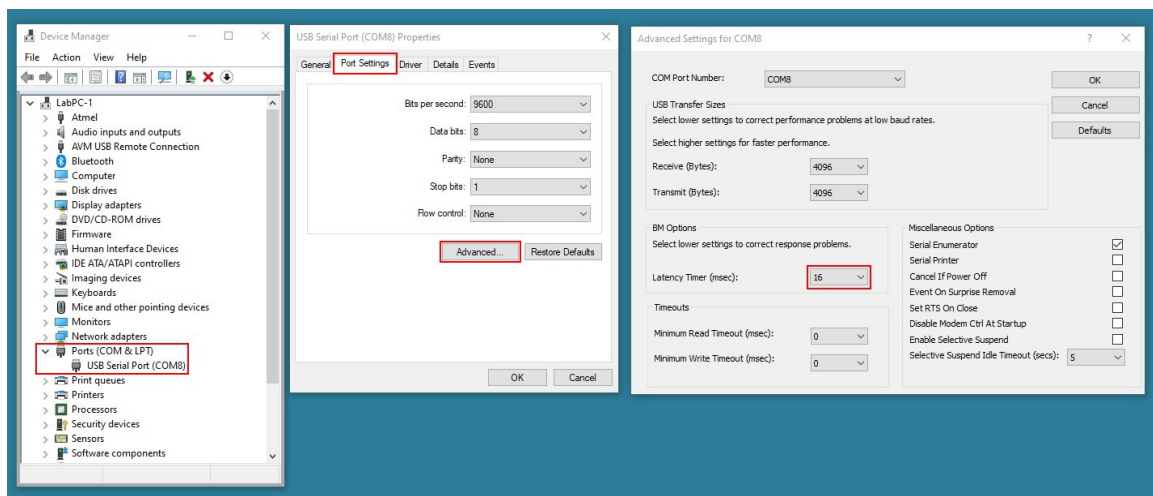 Device Manager
File Action View Help
LabPC-1
Atmel
Audio inputs and outputs
AVM USB Remote Connection
Bluetooth
Computer
Disk drives
Display adapters
DVD/CD-ROM drives
Firmware
Human Interface Devices
IDE ATA/ATAPI controllers
Imaging devices
Keyboards
Mice and other pointing devices
Monitors
Network adapters
Ports (COM & LPT)
USB Serial Port (COM8)
Print queues
Printers
Processors
Security devices
Sensors
Software components
USB Serial Port (COM8) Properties
General Port Settings Driver Details Events
Bits per second: 9600
Data bits: 8
Parity: None
Stop bits: 1
Flow control: None
Advanced... Restore Defaults
OK Cancel
Advanced Settings for COM8
COM Port Number: COM8
OK
Cancel
Defaults
USB Transfer Sizes
Select lower settings to correct performance problems at low baud rates.
Select higher settings for faster performance.
Receive (Bytes): 4096
Transmit (Bytes): 4096
BM Options
Select lower settings to correct response problems.
Latency Timer (msec): 16
Timeouts
Minimum Read Timeout (msec): 0
Minimum Write Timeout (msec): 0
Miscellaneous Options
Serial Enumerator
Serial Printer
Cancel If Power Off
Event On Surprise Removal
Set RTS On Close
Disable Modem Ctrl At Startup
Enable Selective Suspend
Selective Suspend Idle Timeout (secs): 5